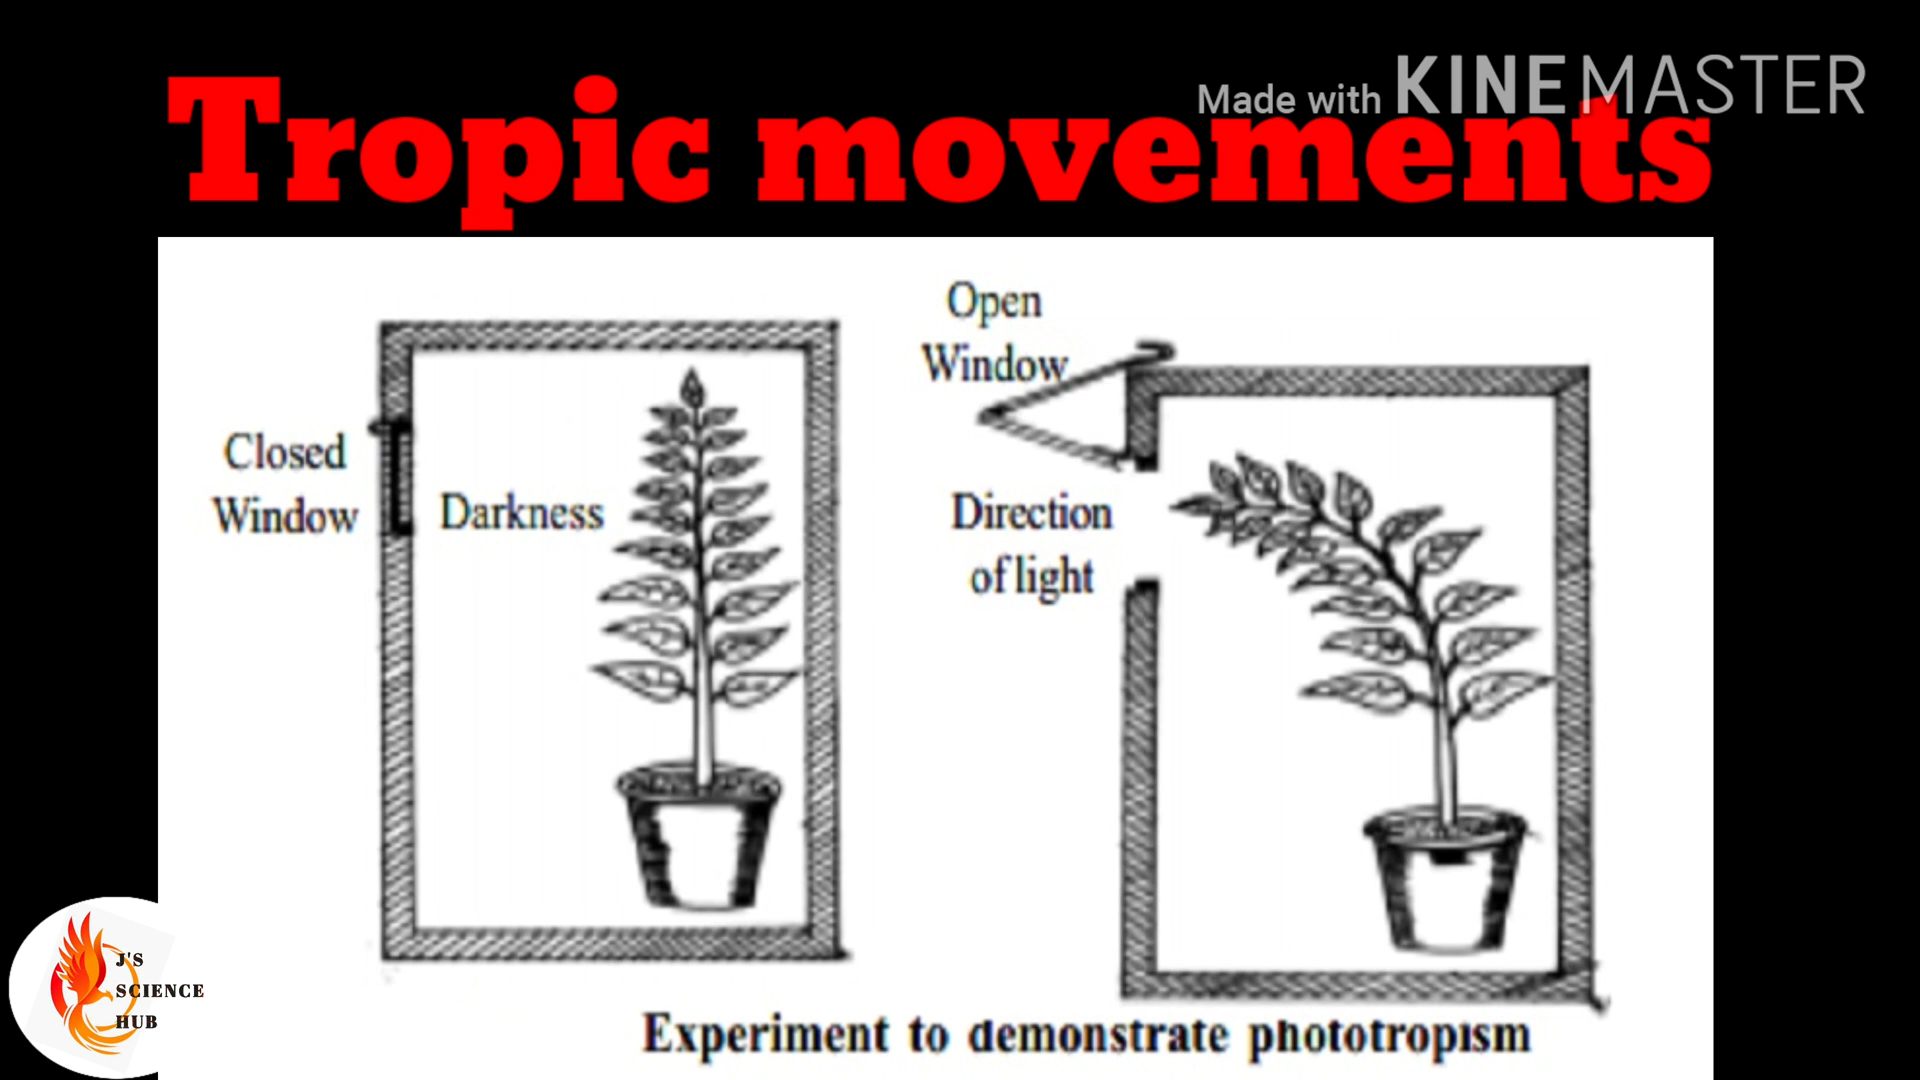 Made with KINEMASTER
Tropic movements
Open
Window
Closed
Window
Darkness
Direction
of light
Experiment to demonstrate phototropism
J'S
SCIENCE
HUB